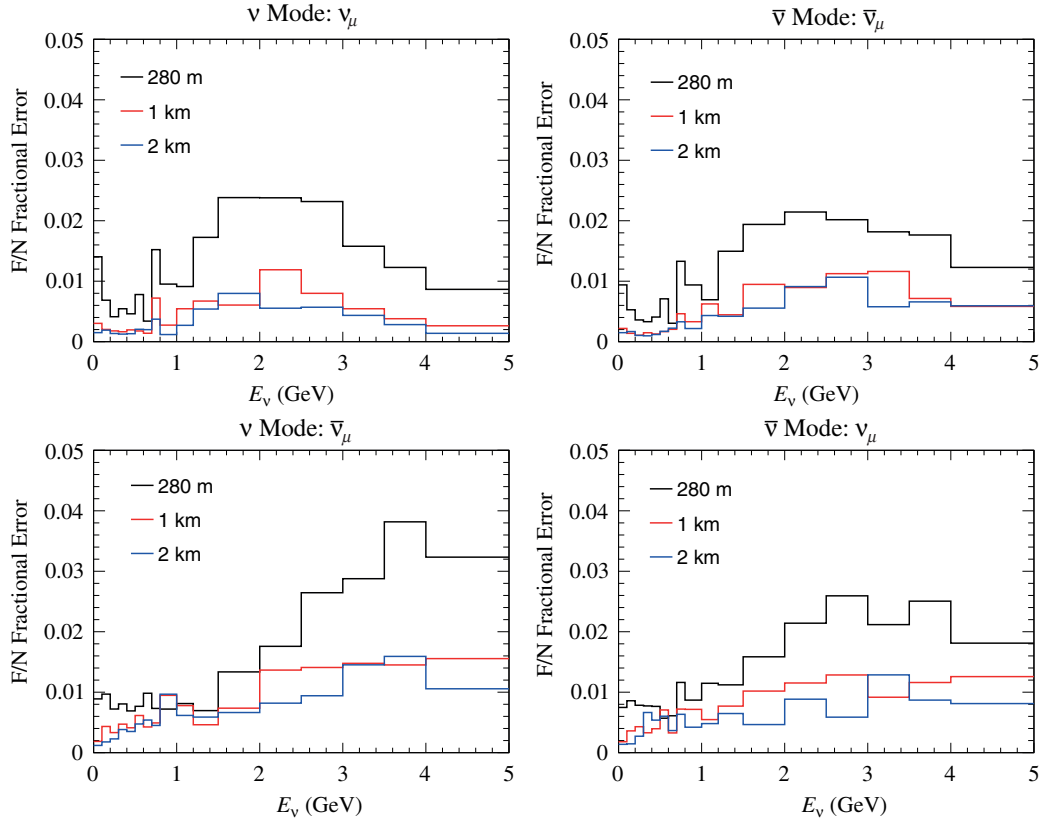 ν Mode: ν_μ
F/N Fractional Error
0.05
0.04
0.03
0.02
0.01
0
280 m
1 km
2 km
0 1 2 3 4 5
E_ν (GeV)
ν̅ Mode: ν̅_μ
F/N Fractional Error
0.05
0.04
0.03
0.02
0.01
0
280 m
1 km
2 km
0 1 2 3 4 5
E_ν (GeV)
ν Mode: ν̅_μ
F/N Fractional Error
0.05
0.04
0.03
0.02
0.01
0
280 m
1 km
2 km
0 1 2 3 4 5
E_ν (GeV)
ν̅ Mode: ν_μ
F/N Fractional Error
0.05
0.04
0.03
0.02
0.01
0
280 m
1 km
2 km
0 1 2 3 4 5
E_ν (GeV)